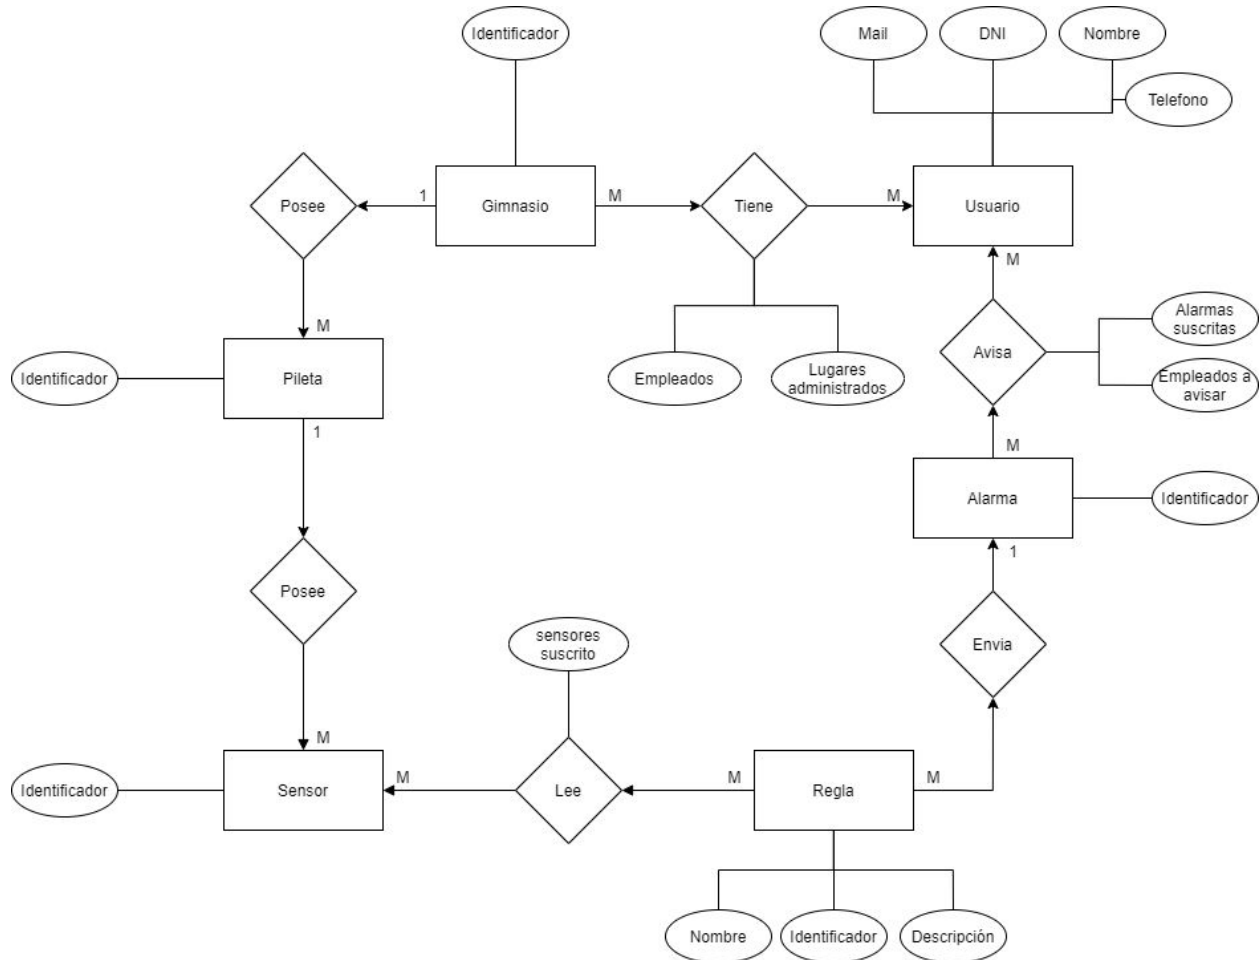 Identificador
Mail
DNI
Nombre
Telefono
Posee
1
Gimnasio
M
Tiene
M
Usuario
M
M
Alarmas
suscritas
Identificador
Pileta
Empleados
Lugares
administrados
Avisa
Empleados a
avisar
1
M
Alarma
Identificador
1
Posee
sensores
suscrito
Envia
M
Identificador
Sensor
M
Lee
M
Regla
M
Nombre
Identificador
Descripción